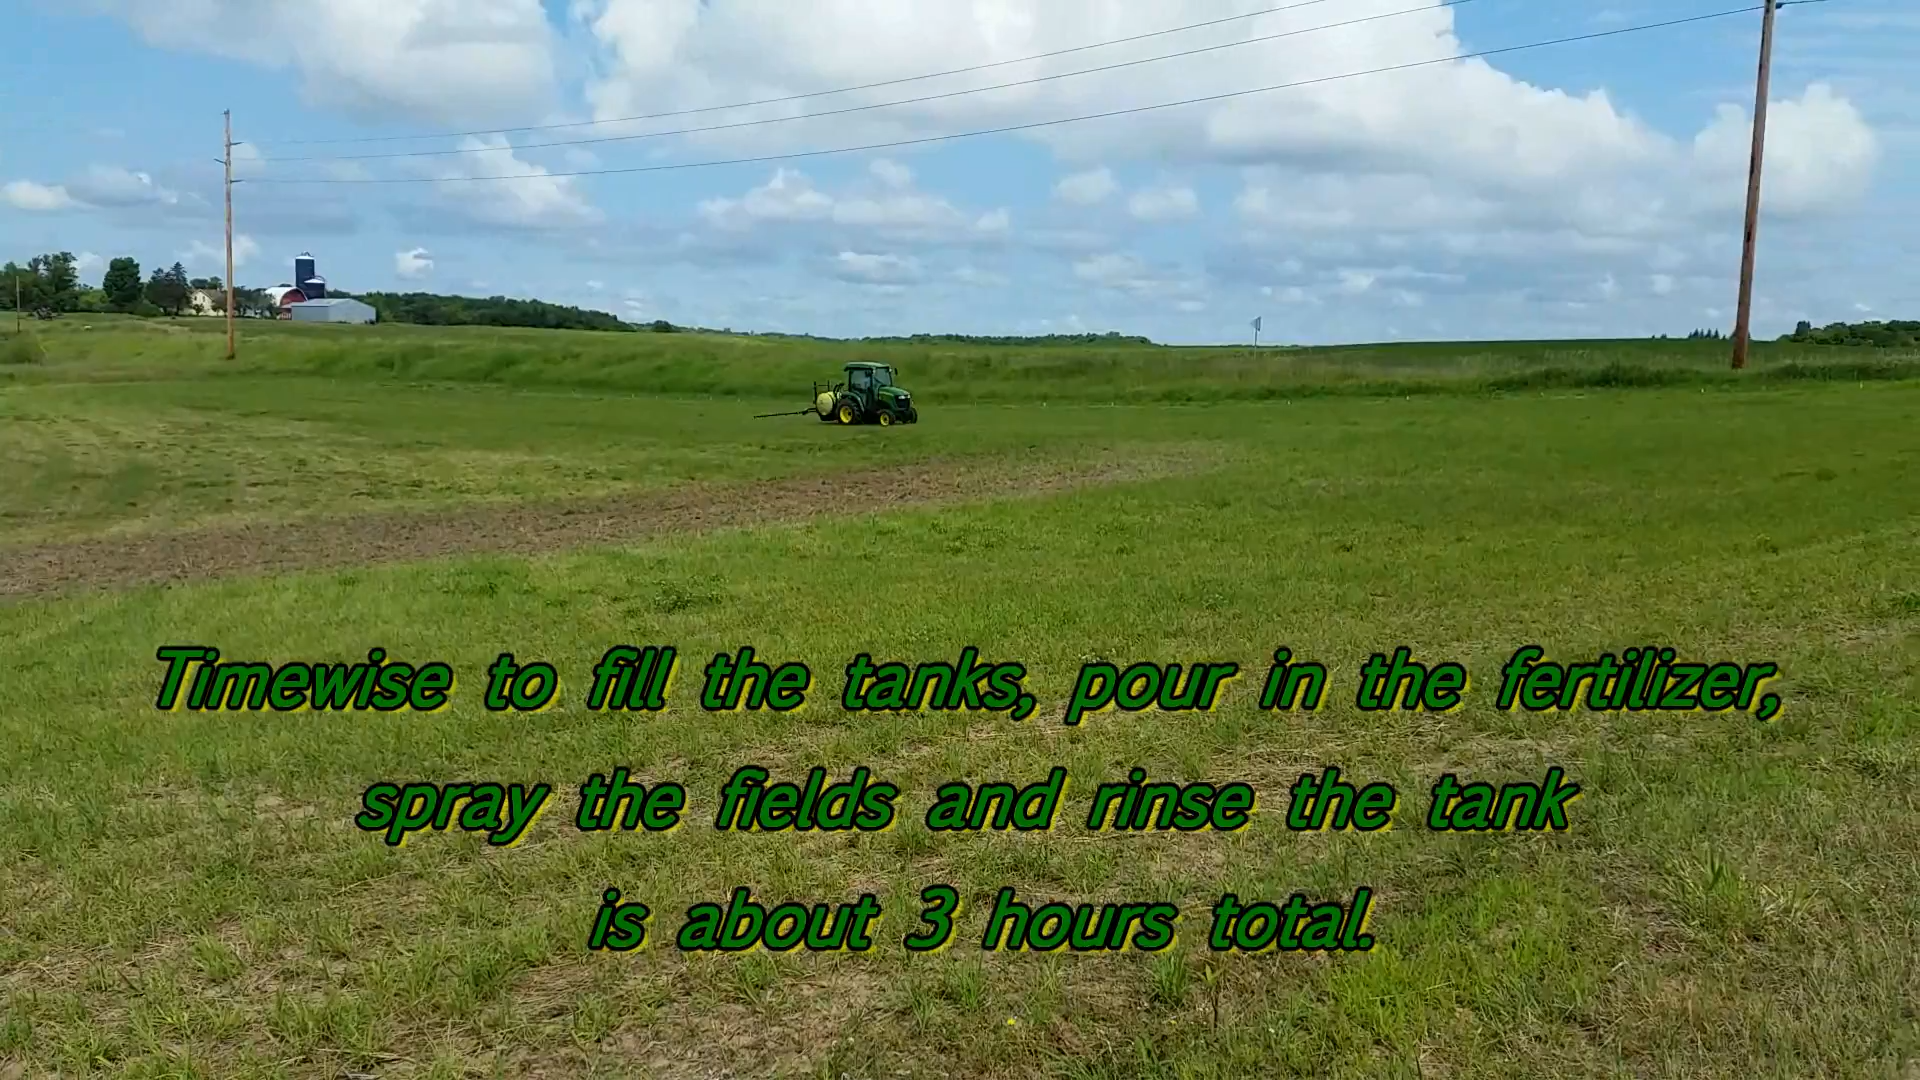 Timewise to fill the tanks, pour in the fertilizer,
spray the fields and rinse the tank
is about 3 hours total.